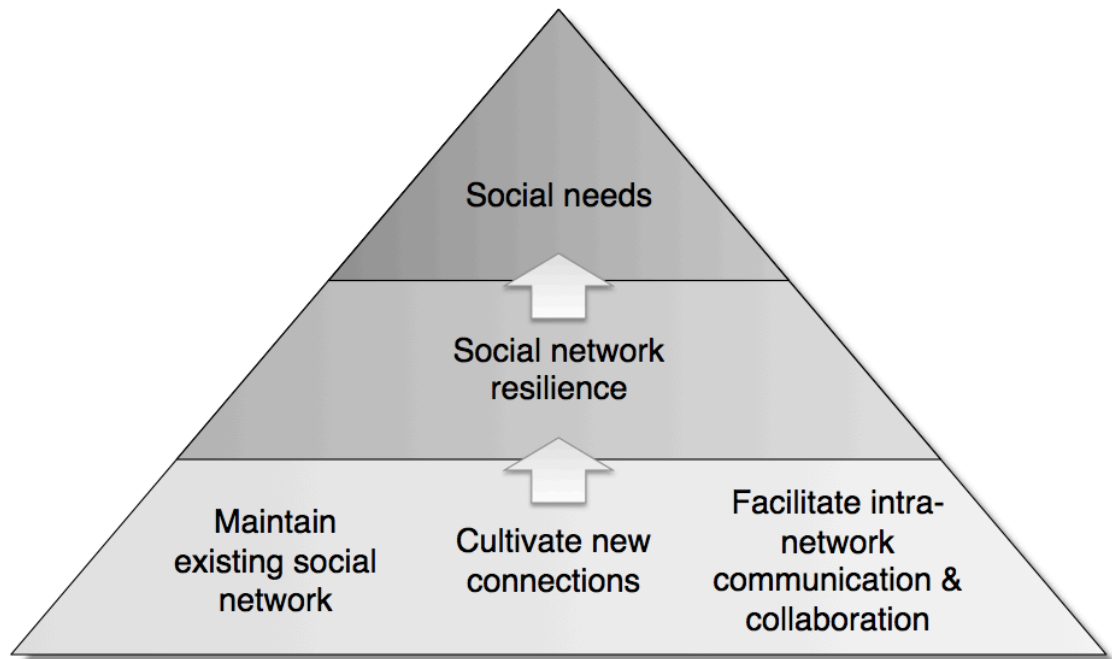 Social needs
Social network
resilience
Maintain
existing social
network
Cultivate new
connections
Facilitate intra-
network
communication &
collaboration